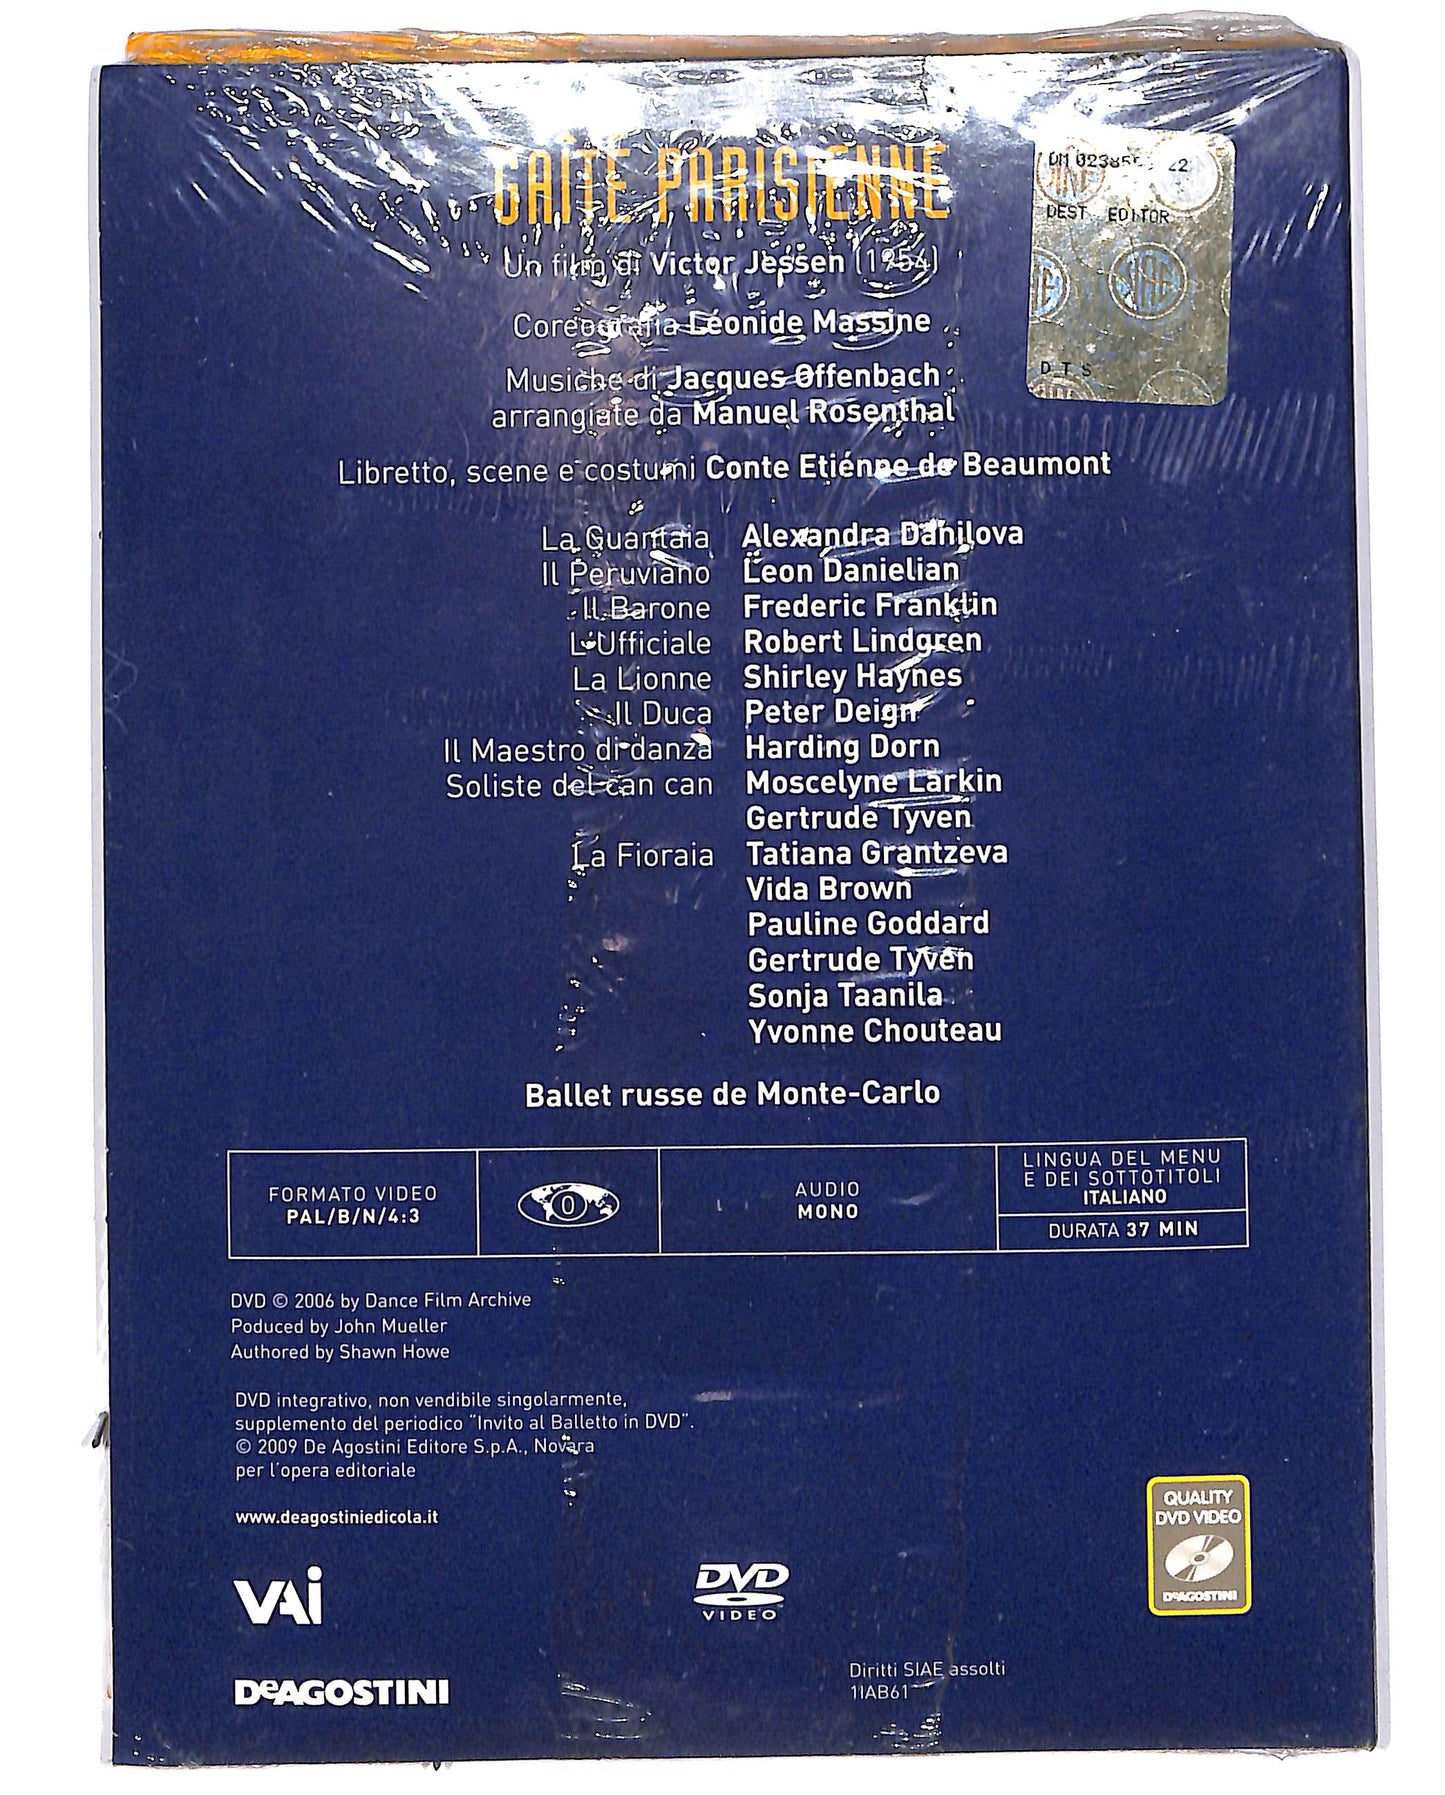 GAÎTÉ PARISIENNE
Un film di Victor Jessen (1954)
Coreografia Léonide Massine
Musiche di Jacques Offenbach
arrangiate da Manuel Rosenthal
Libretto, scene e costumi Conte Etiénne de Beaumont
La Guantaia Alexandra Danilova
Il Peruviano Leon Danielian
Il Barone Frederic Franklin
L'Ufficiale Robert Lindgren
La Lionne Shirley Haynes
Il Duca Peter Deign
Il Maestro di danza Harding Dorn
Soliste del can can Moscelyne Larkin
Gertrude Tyven
La Fioraia Tatiana Grantzeva
Vida Brown
Pauline Goddard
Gertrude Tyven
Sonja Taanila
Yvonne Chouteau
Ballet russe de Monte-Carlo
FORMATO VIDEO
PAL/B/N/4:3
0
AUDIO
MONO
LINGUA DEL MENU
E DEI SOTTOTITOLI
ITALIANO
DURATA 37 MIN
DVD © 2006 by Dance Film Archive
Poduced by John Mueller
Authored by Shawn Howe
DVD integrativo, non vendibile singolarmente,
supplemento del periodico "Invito al Balletto in DVD".
© 2009 De Agostini Editore S.p.A., Novara
per l'opera editoriale
www.deagostiniedicola.it
VAI
DVD
VIDEO
QUALITY
DVD VIDEO
DeAGOSTINI
DeAGOSTINI
Diritti SIAE assolti
1IAB61
DEST. EDITOR
SIAE
D T S